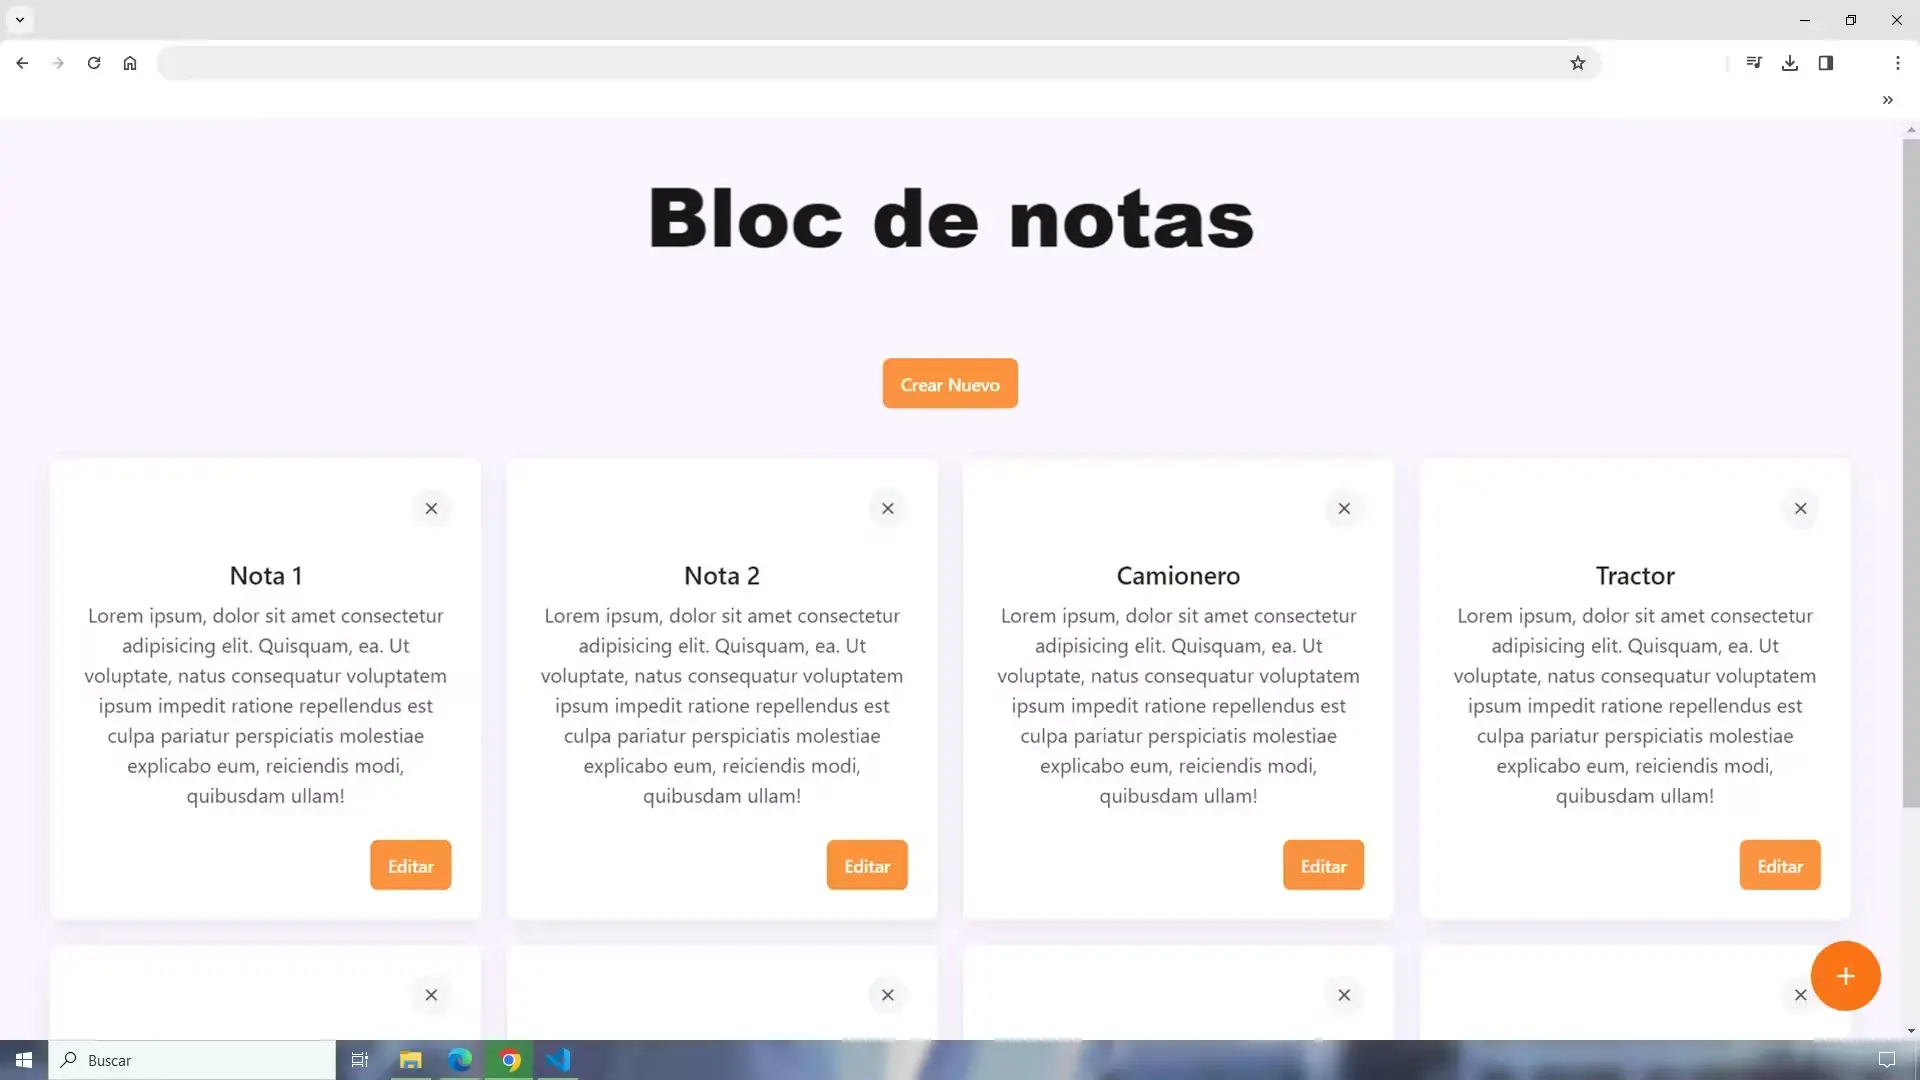 Bloc de notas
Crear Nuevo
Nota 1
Lorem ipsum, dolor sit amet consectetur
adipisicing elit. Quisquam, ea. Ut
voluptate, natus consequatur voluptatem
ipsum impedit ratione repellendus est
culpa pariatur perspiciatis molestiae
explicabo eum, reiciendis modi,
quibusdam ullam!
Editar
Nota 2
Lorem ipsum, dolor sit amet consectetur
adipisicing elit. Quisquam, ea. Ut
voluptate, natus consequatur voluptatem
ipsum impedit ratione repellendus est
culpa pariatur perspiciatis molestiae
explicabo eum, reiciendis modi,
quibusdam ullam!
Editar
Camionero
Lorem ipsum, dolor sit amet consectetur
adipisicing elit. Quisquam, ea. Ut
voluptate, natus consequatur voluptatem
ipsum impedit ratione repellendus est
culpa pariatur perspiciatis molestiae
explicabo eum, reiciendis modi,
quibusdam ullam!
Editar
Tractor
Lorem ipsum, dolor sit amet consectetur
adipisicing elit. Quisquam, ea. Ut
voluptate, natus consequatur voluptatem
ipsum impedit ratione repellendus est
culpa pariatur perspiciatis molestiae
explicabo eum, reiciendis modi,
quibusdam ullam!
Editar
Buscar